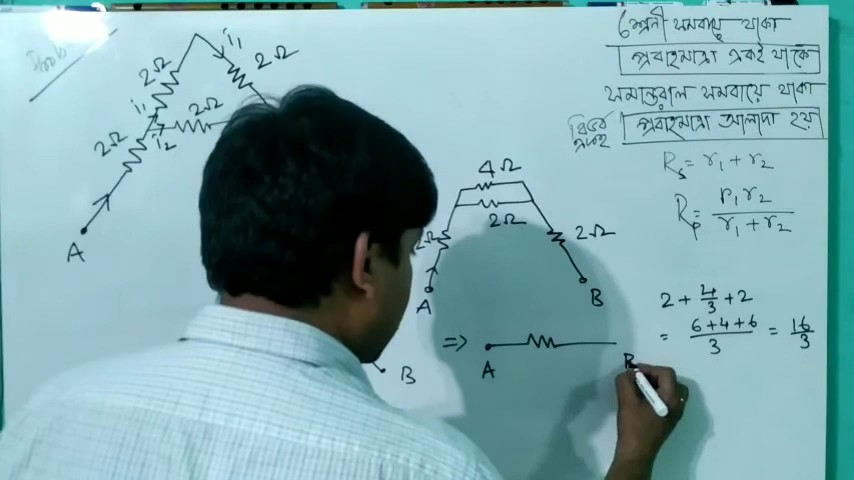 Prob
2Ω i₁ 2Ω
i₁ 2Ω
2Ω i₂
A
B
শ্রেণী সমবায়ে থাকা
প্রবাহমাত্রা একই থাকে
সমান্তরাল সমবায়ে থাকা
প্রবাহমাত্রা আলাদা হয়
Rₛ = r₁ + r₂
Rₚ = r₁r₂ / r₁ + r₂
4Ω
2Ω
2Ω 2Ω
A B
2 + 4/3 + 2
= 6+4+6 / 3 = 16/3
=> A B